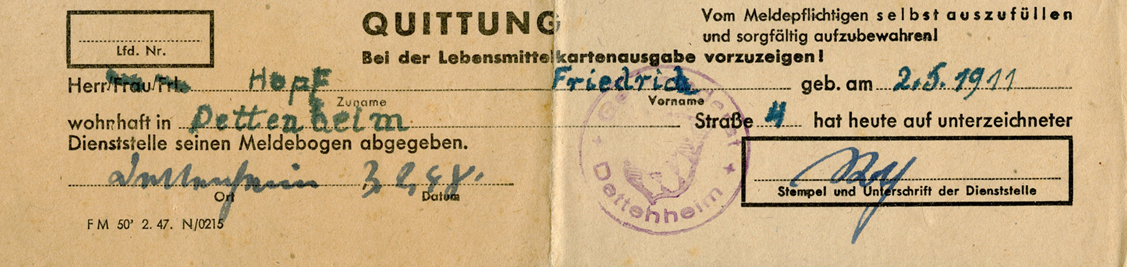 QUITTUNG
Bei der Lebensmittelkartenausgabe vorzuzeigen!
Vom Meldepflichtigen selbst auszufüllen
und sorgfältig aufzubewahren!
Lfd. Nr.
Herr/Frau/Frl. Hopf Friedrich geb. am 2.5.1911
Zuname Vorname
wohnhaft in Dettenheim Straße 4 hat heute auf unterzeichneter
Dienststelle seinen Meldebogen abgegeben.
Dettenheim 3.2.48.
Ort Datum
Stempel und Unterschrift der Dienststelle
FM 50' 2. 47. N/0215
Dettenheim